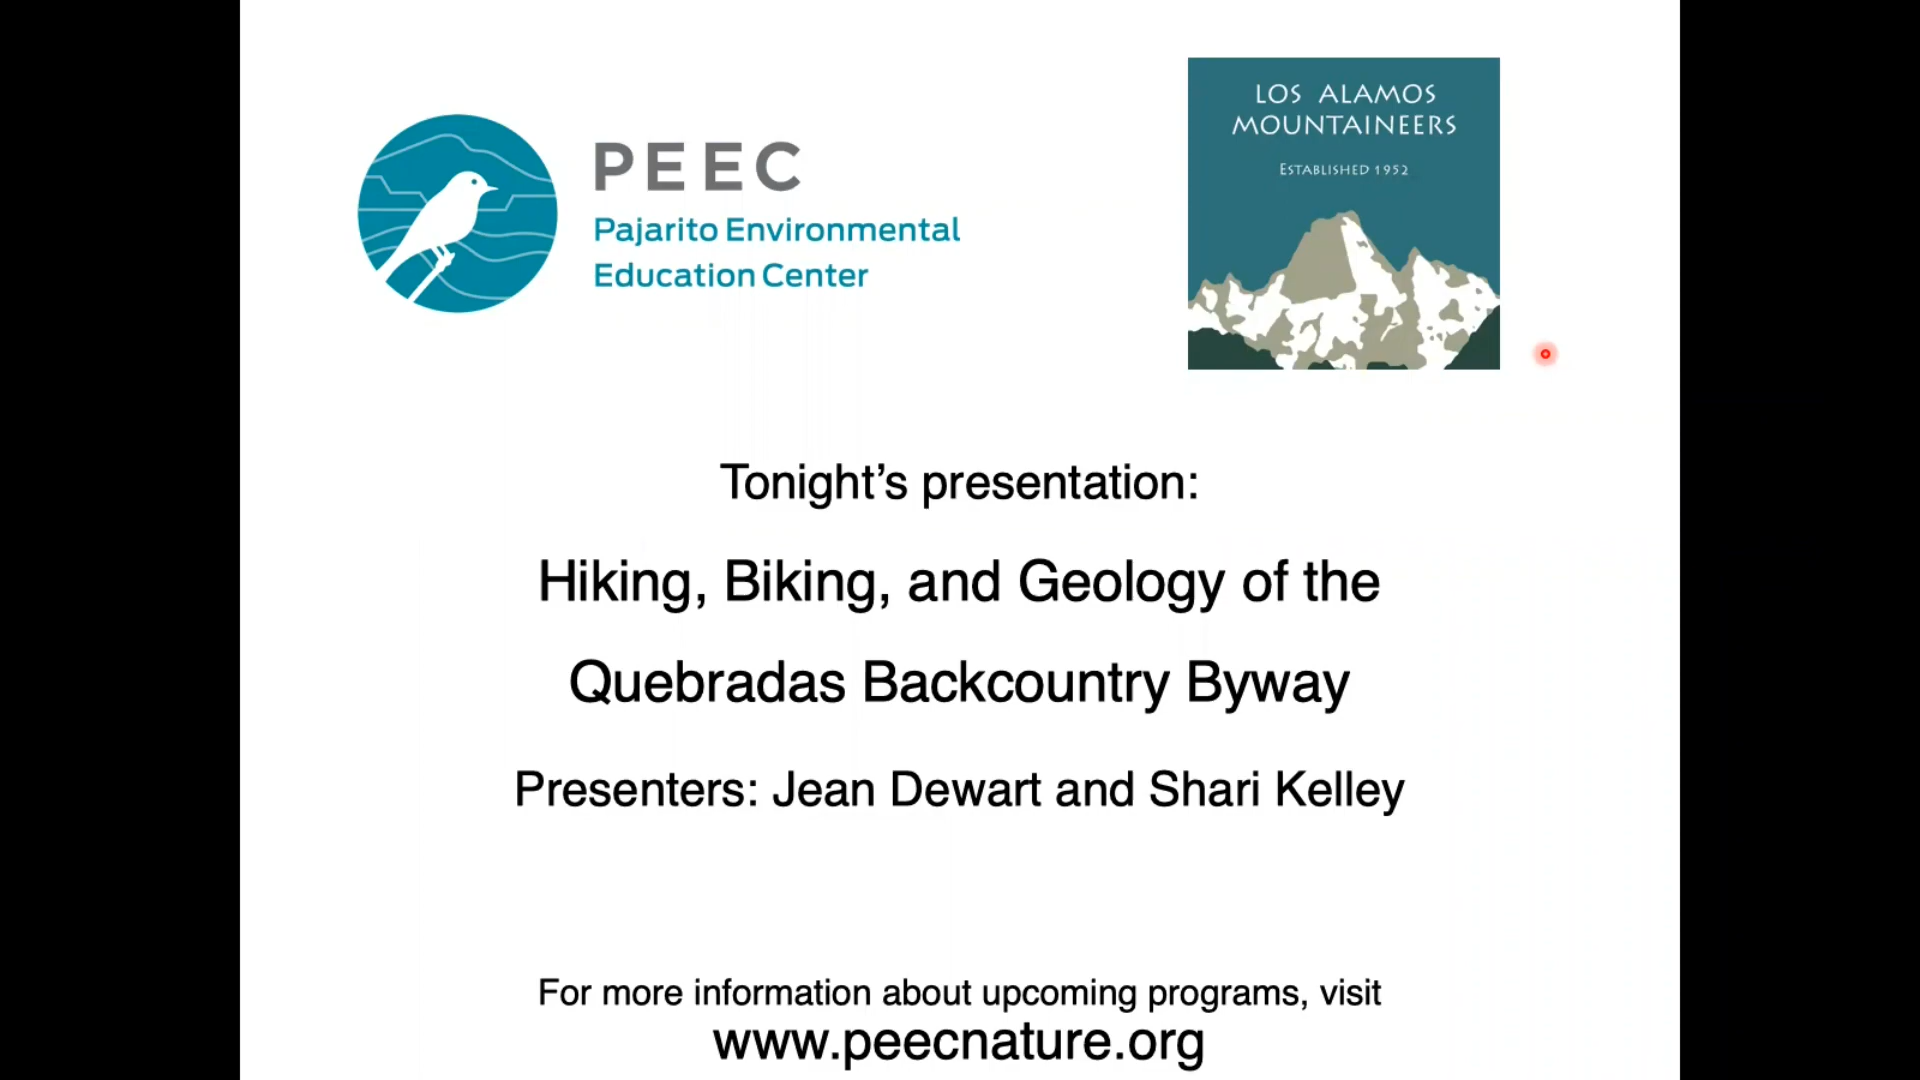 PEEC
Pajarito Environmental
Education Center
LOS ALAMOS
MOUNTAINEERS
ESTABLISHED 1952
Tonight’s presentation:
Hiking, Biking, and Geology of the
Quebradas Backcountry Byway
Presenters: Jean Dewart and Shari Kelley
For more information about upcoming programs, visit
www.peecnature.org